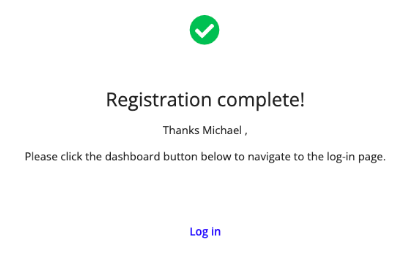 Registration complete!
Thanks Michael ,
Please click the dashboard button below to navigate to the log-in page.
Log in